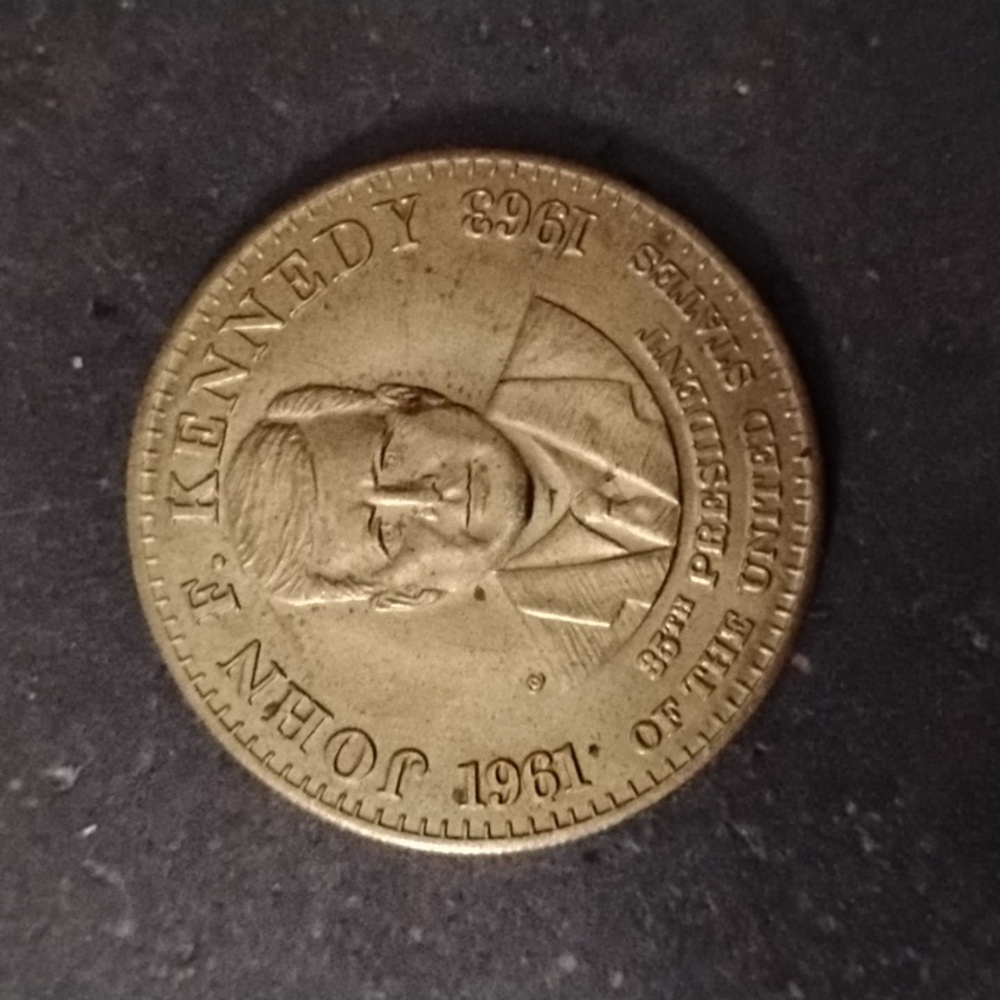 JOHN F. KENNEDY
1961
1963
35TH PRESIDENT
OF THE UNITED STATES
©